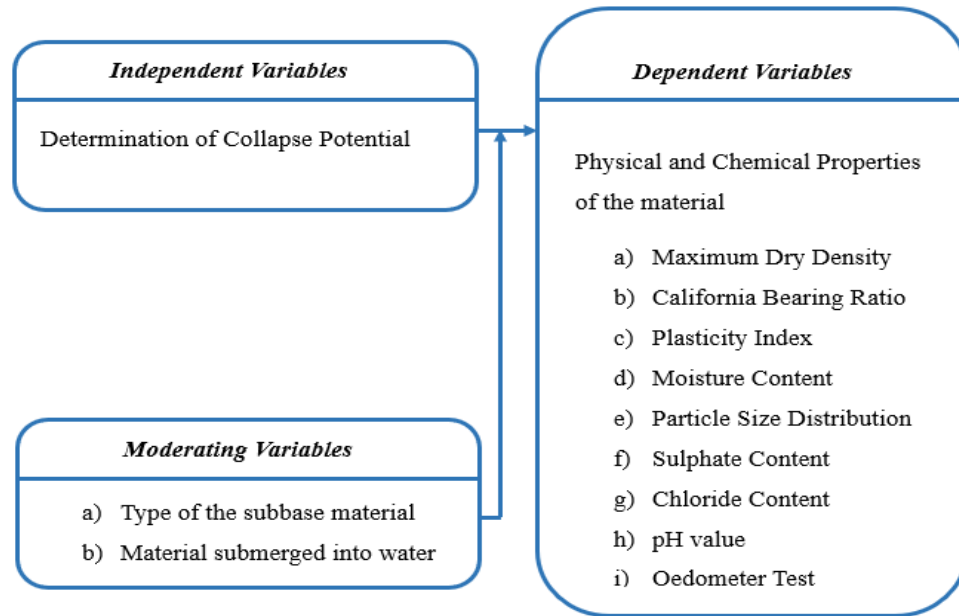 Independent Variables
Determination of Collapse Potential
Moderating Variables
a) Type of the subbase material
b) Material submerged into water
Dependent Variables
Physical and Chemical Properties
of the material
a) Maximum Dry Density
b) California Bearing Ratio
c) Plasticity Index
d) Moisture Content
e) Particle Size Distribution
f) Sulphate Content
g) Chloride Content
h) pH value
i) Oedometer Test